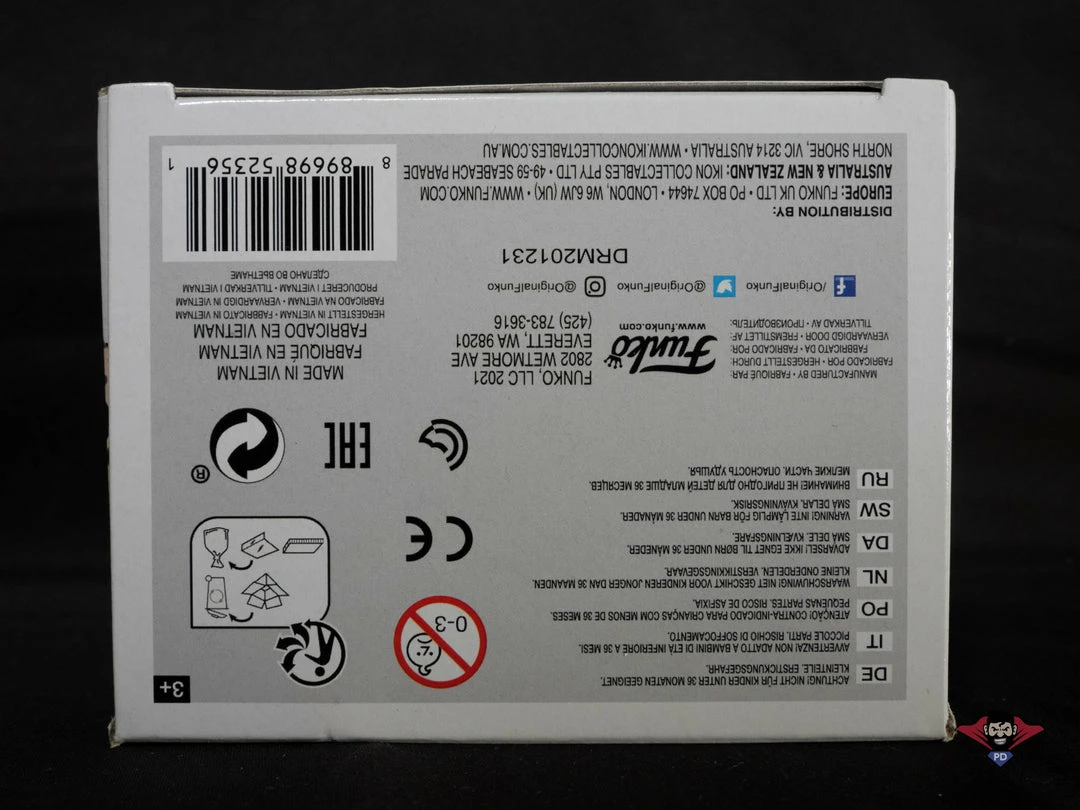 DE ACHTUNG! NICHT FÜR KINDER UNTER 36 MONATEN GEEIGNET.
KLEINTEILE. ERSTICKUNGSGEFAHR.
IT AVVERTENZA! NON ADATTO A BAMBINI DI ETÀ INFERIORE A 36 MESI.
PICCOLE PARTI. RISCHIO DI SOFFOCAMENTO.
PO ATENÇÃO! CONTRA-INDICADO PARA CRIANÇAS COM MENOS DE 36 MESES.
PEQUENAS PARTES. RISCO DE ASFIXIA.
NL WAARSCHUWING! NIET GESCHIKT VOOR KINDEREN JONGER DAN 36 MAANDEN.
KLEINE ONDERDELEN. VERSTIKKINGSGEVAAR.
DA ADVARSEL! IKKE EGNET TIL BØRN UNDER 36 MÅNEDER.
SMÅ DELE. KVÆLNINGSFARE.
SW VARNING! INTE LÄMPLIG FÖR BARN UNDER 36 MÅNADER.
SMÅ DELAR. KVÄVNINGSRISK.
RU ВНИМАНИЕ! НЕ ПРИГОДНО ДЛЯ ДЕТЕЙ МЛАДШЕ 36 МЕСЯЦЕВ.
МЕЛКИЕ ЧАСТИ. ОПАСНОСТЬ УДУШЬЯ.
0-3
3+
CE
EAC
®
MANUFACTURED BY • FABRIQUÉ PAR:
FABRICADO POR • HERGESTELLT DURCH:
FABBRICATO DA • FABRICADO POR:
VERVAARDIGD DOOR • FREMSTILLET AF:
TILLVERKAD AV • ПРОИЗВОДИТЕЛЬ:
Funko
www.funko.com
FUNKO, LLC 2021
2802 WETMORE AVE
EVERETT, WA 98201
(425) 783-3616
MADE IN VIETNAM
FABRIQUÉ EN VIETNAM
FABRICADO EN VIETNAM
HERGESTELLT IN VIETNAM • FABBRICATO IN VIETNAM
FABRICADO NA VIETNAM • VERVAARDIGD IN VIETNAM
PRODUCERET I VIETNAM • TILLVERKAD I VIETNAM
СДЕЛАНО ВО ВЬЕТНАМЕ
/OriginalFunko @OriginalFunko @OriginalFunko
DRM201231
DISTRIBUTION BY:
EUROPE: FUNKO UK LTD • PO BOX 74644 • LONDON, W6 6JW (UK) • WWW.FUNKO.COM
AUSTRALIA & NEW ZEALAND: IKON COLLECTABLES PTY LTD • 49-59 SEABEACH PARADE
NORTH SHORE, VIC 3214 AUSTRALIA • WWW.IKONCOLLECTABLES.COM.AU
8 89698 52356 1
PD